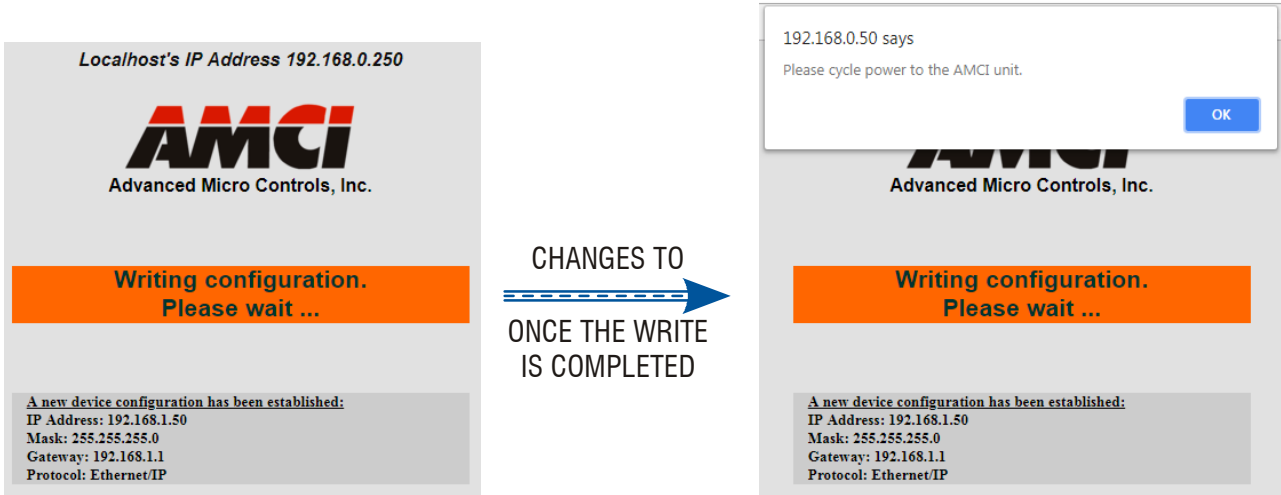 Localhost's IP Address 192.168.0.250
AMCI
Advanced Micro Controls, Inc.
Writing configuration.
Please wait ...
A new device configuration has been established:
IP Address: 192.168.1.50
Mask: 255.255.255.0
Gateway: 192.168.1.1
Protocol: Ethernet/IP
CHANGES TO
ONCE THE WRITE
IS COMPLETED
192.168.0.50 says
Please cycle power to the AMCI unit.
OK
AMCI
Advanced Micro Controls, Inc.
Writing configuration.
Please wait ...
A new device configuration has been established:
IP Address: 192.168.1.50
Mask: 255.255.255.0
Gateway: 192.168.1.1
Protocol: Ethernet/IP